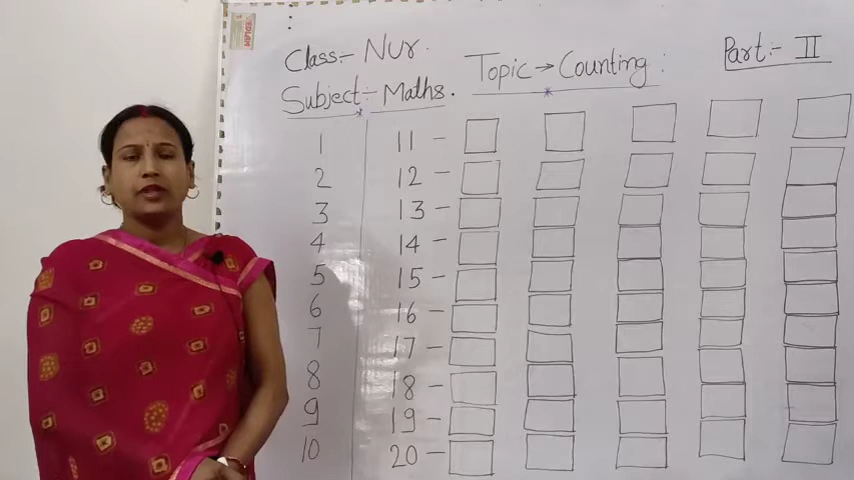 Class:- Nur.
Subject:- Maths.
Topic → Counting :
Part:- II
1 11 -
2 12 -
3 13 -
4 14 -
5 15 -
6 16 -
7 17 -
8 18 -
9 19 -
10 20 -